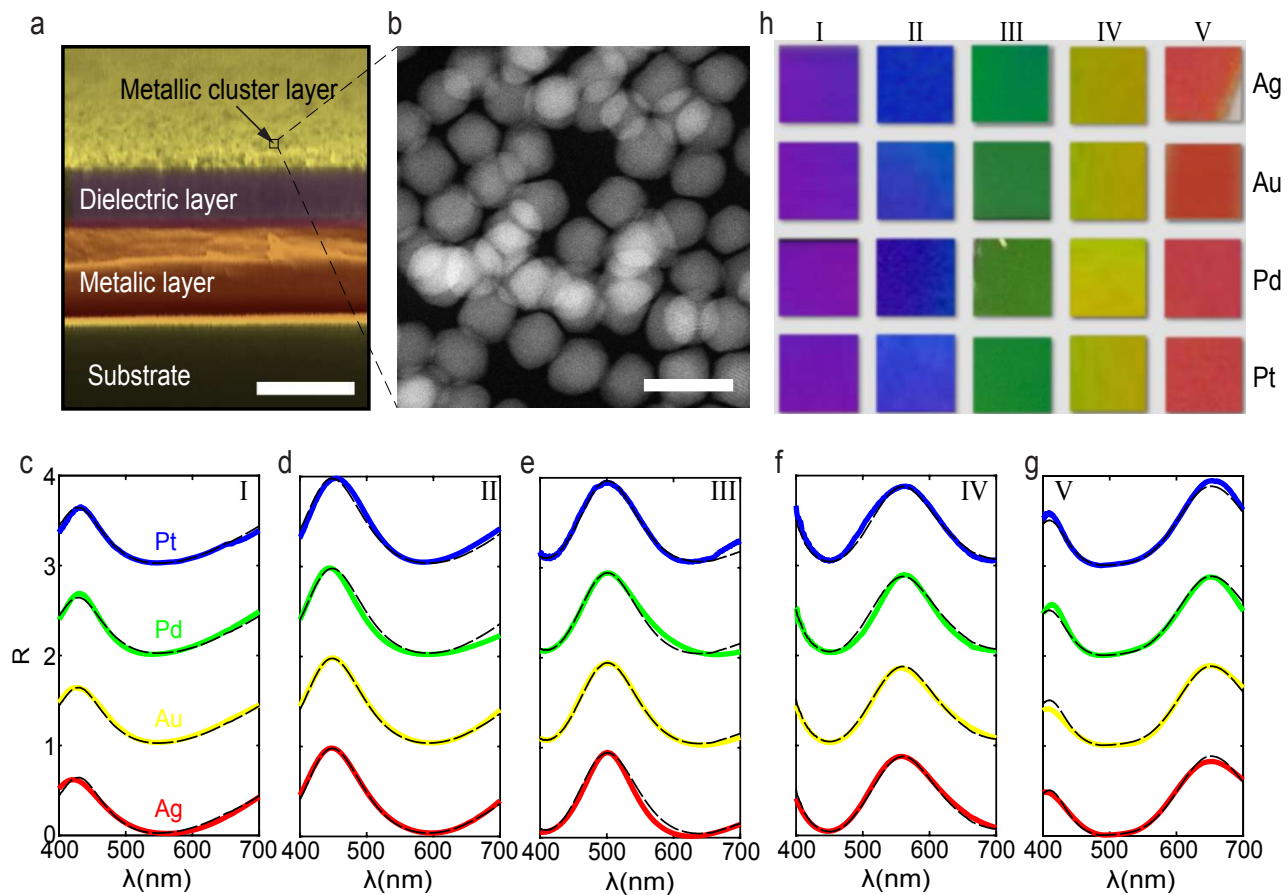 a
Metallic cluster layer
Dielectric layer
Metalic layer
Substrate
b
h
I II III IV V
Ag
Au
Pd
Pt
c
I
4
3
2
1
0
R
Pt
Pd
Au
Ag
400 500 600 700
λ(nm)
d
II
400 500 600 700
λ(nm)
e
III
400 500 600 700
λ(nm)
f
IV
400 500 600 700
λ(nm)
g
V
400 500 600 700
λ(nm)